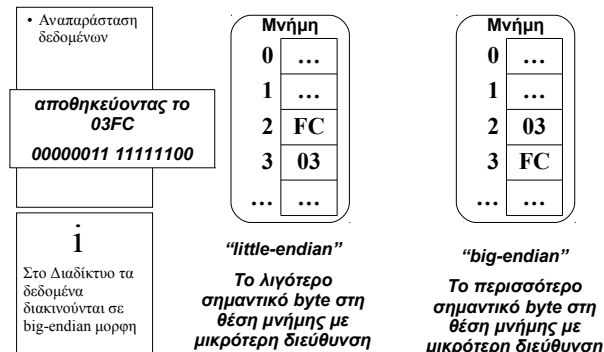 • Αναπαράσταση
δεδομένων
αποθηκεύοντας το
03FC
00000011 11111100
i
Στο Διαδίκτυο τα
δεδομένα
διακινούνται σε
big-endian μορφη
Μνήμη
0 ...
1 ...
2 FC
3 03
... ...
“little-endian”
Το λιγότερο
σημαντικό byte στη
θέση μνήμης με
μικρότερη διεύθυνση
Μνήμη
0 ...
1 ...
2 03
3 FC
... ...
“big-endian”
Το περισσότερο
σημαντικό byte στη
θέση μνήμης με
μικρότερη διεύθυνση